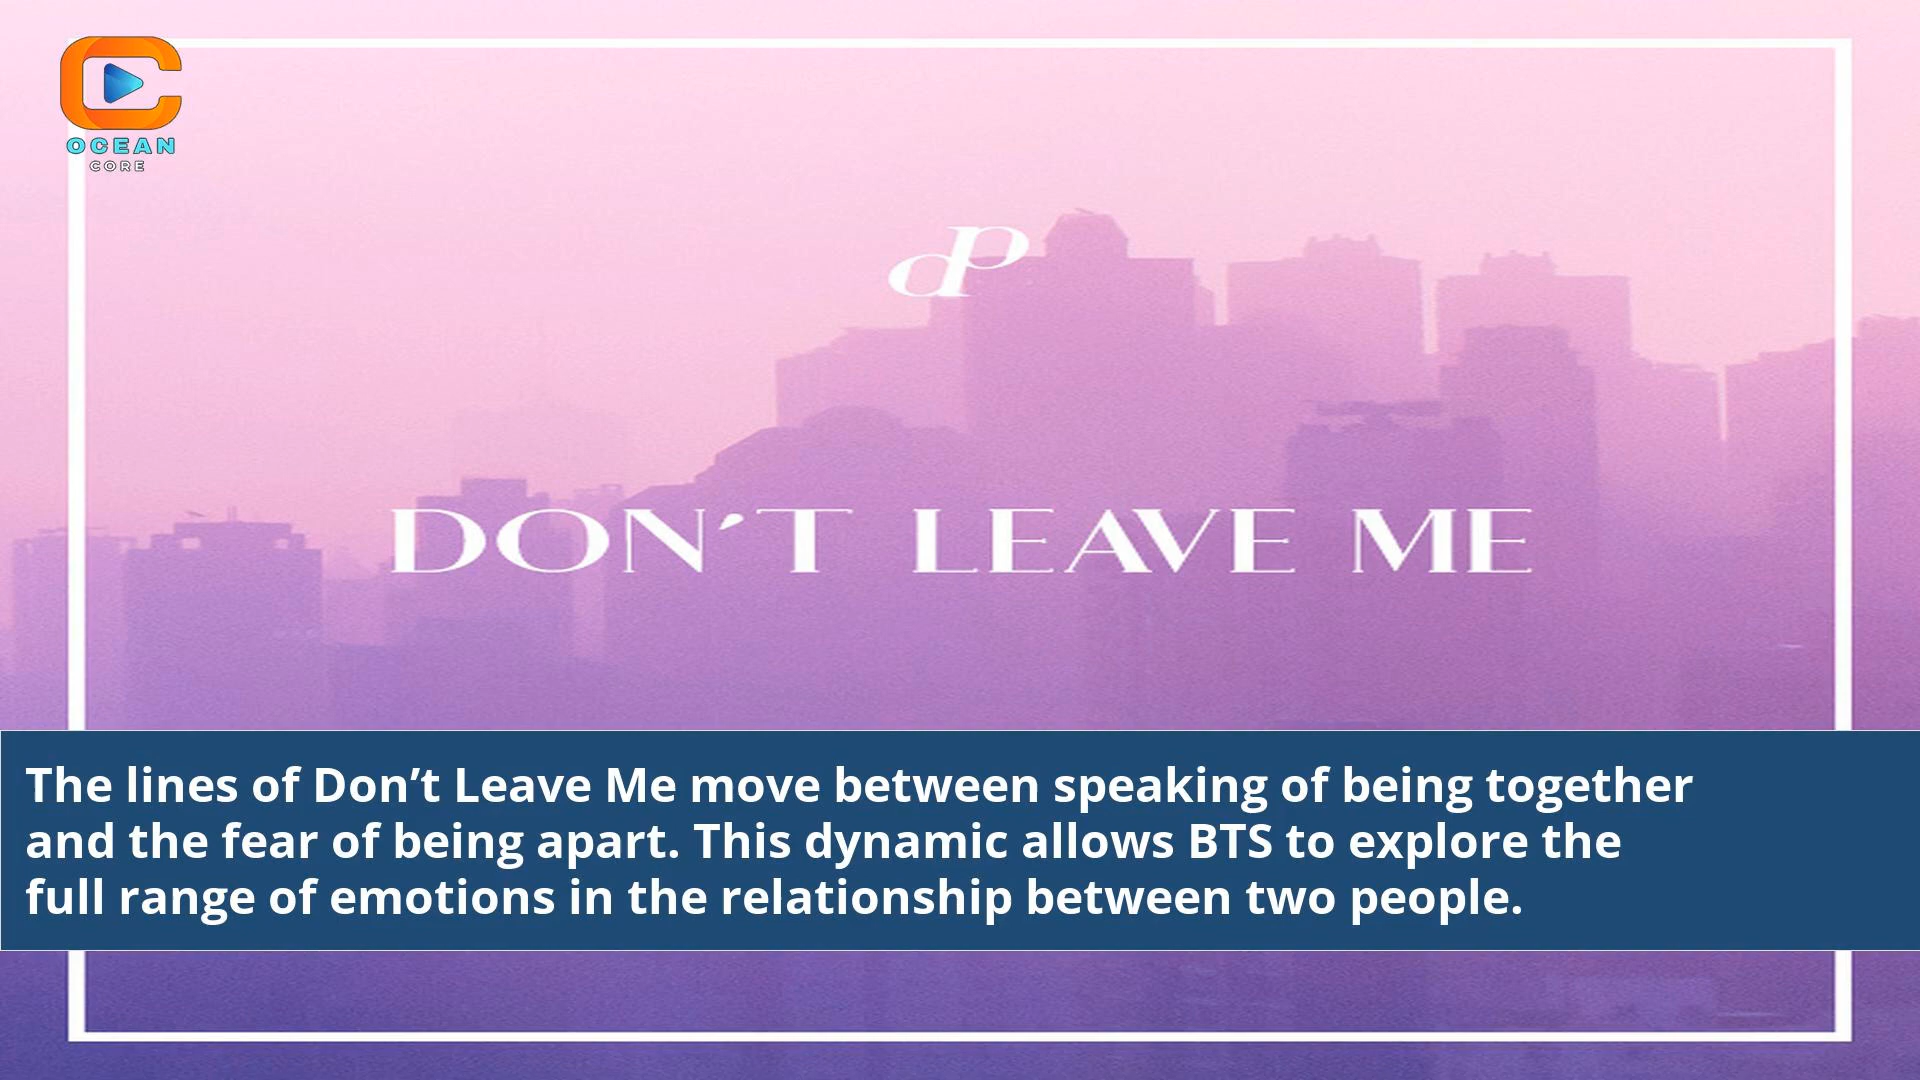 OCEAN
CORE
dp
DON'T LEAVE ME
The lines of Don’t Leave Me move between speaking of being together
and the fear of being apart. This dynamic allows BTS to explore the
full range of emotions in the relationship between two people.